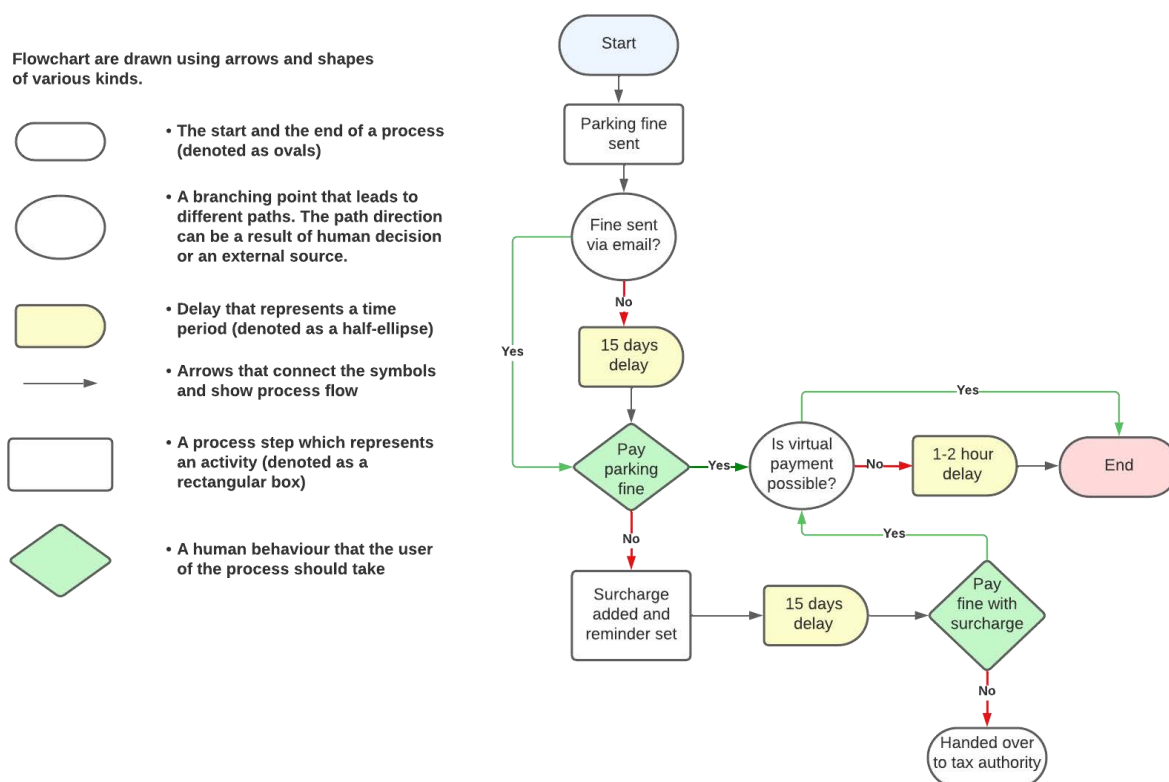 Flowchart are drawn using arrows and shapes
of various kinds.
• The start and the end of a process
(denoted as ovals)
• A branching point that leads to
different paths. The path direction
can be a result of human decision
or an external source.
• Delay that represents a time
period (denoted as a half-ellipse)
• Arrows that connect the symbols
and show process flow
• A process step which represents
an activity (denoted as a
rectangular box)
• A human behaviour that the user
of the process should take
Start
Parking fine
sent
Fine sent
via email?
No
Yes
15 days
delay
Pay
parking
fine
Yes
Is virtual
payment
possible?
Yes
No
1-2 hour
delay
End
No
Surcharge
added and
reminder set
15 days
delay
Yes
Pay
fine with
surcharge
No
Handed over
to tax authority